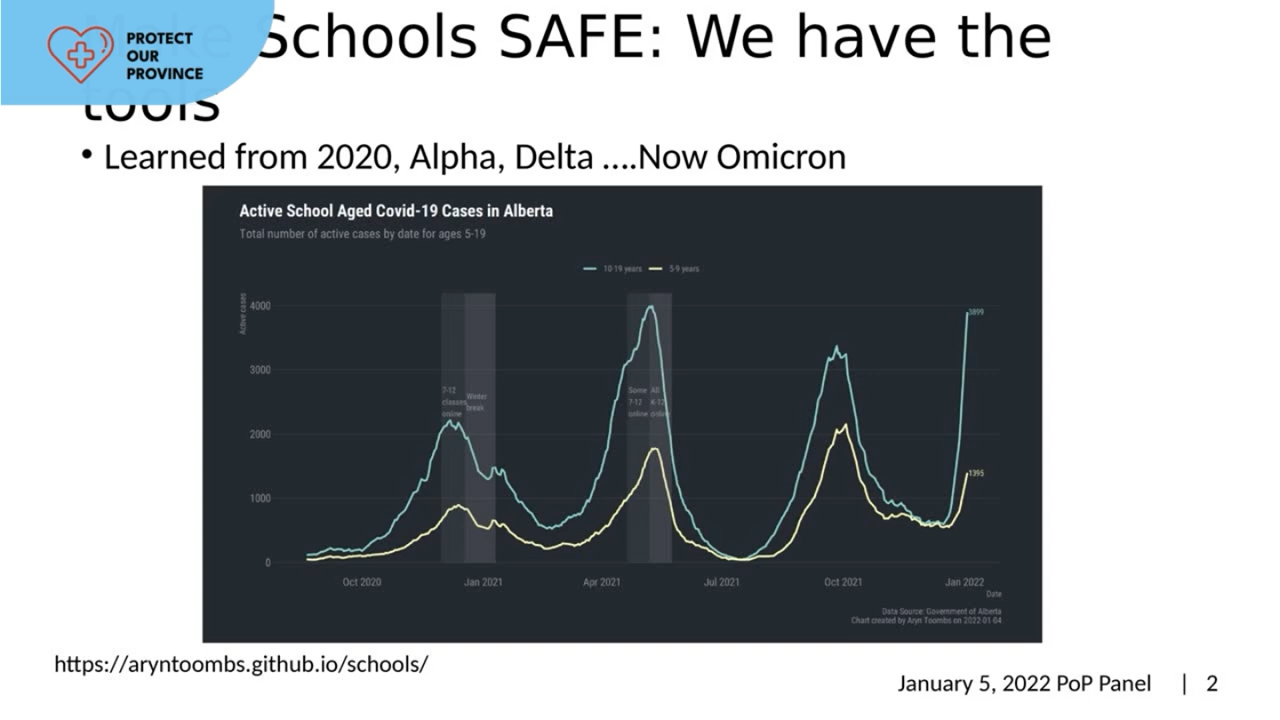 Make Schools SAFE: We have the
tools
PROTECT
OUR
PROVINCE
• Learned from 2020, Alpha, Delta ....Now Omicron
Active School Aged Covid-19 Cases in Alberta
Total number of active cases by date for ages 5-19
10-19 years 5-9 years
Active cases
4000
3000
2000
1000
0
7-12
classes
online
Winter
break
Some
7-12
online
All
K-12
online
3899
1395
Oct 2020 Jan 2021 Apr 2021 Jul 2021 Oct 2021 Jan 2022
Date
Data Source: Government of Alberta
Chart created by Aryn Toombs on 2022-01-04
https://aryntoombs.github.io/schools/
January 5, 2022 PoP Panel | 2